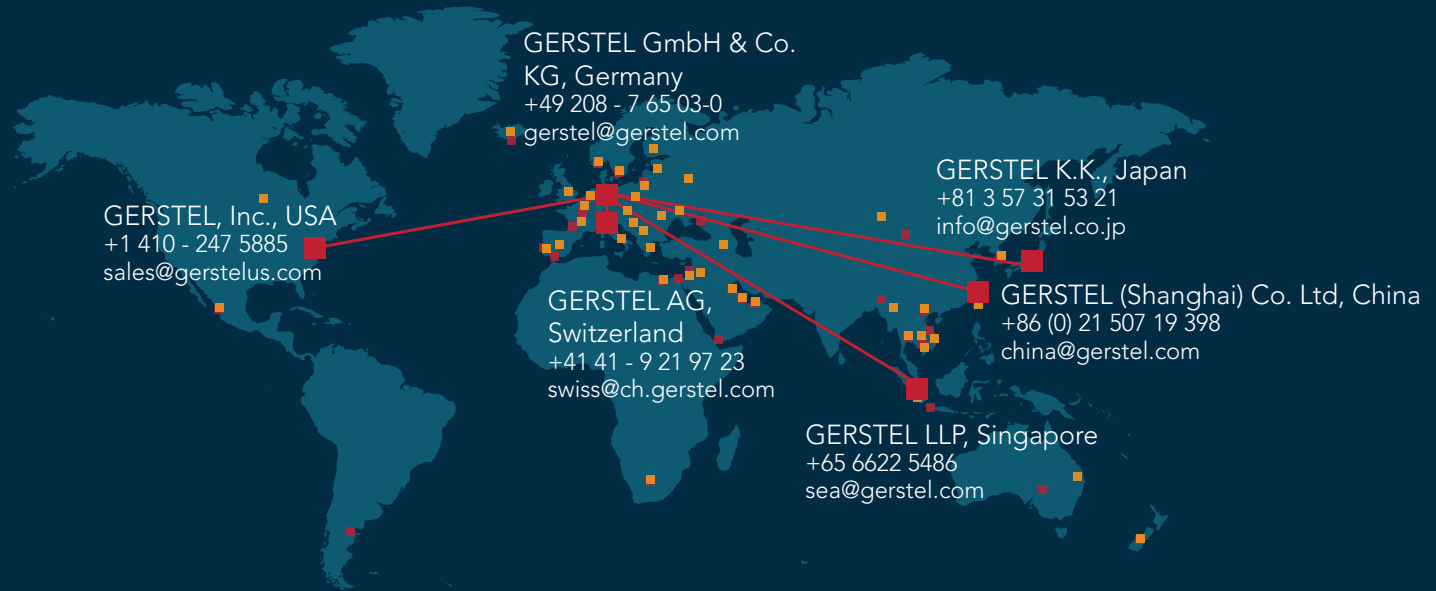 GERSTEL GmbH & Co.
KG, Germany
+49 208 - 7 65 03-0
gerstel@gerstel.com
GERSTEL K.K., Japan
+81 3 57 31 53 21
info@gerstel.co.jp
GERSTEL, Inc., USA
+1 410 - 247 5885
sales@gerstelus.com
GERSTEL AG,
Switzerland
+41 41 - 9 21 97 23
swiss@ch.gerstel.com
GERSTEL (Shanghai) Co. Ltd, China
+86 (0) 21 507 19 398
china@gerstel.com
GERSTEL LLP, Singapore
+65 6622 5486
sea@gerstel.com